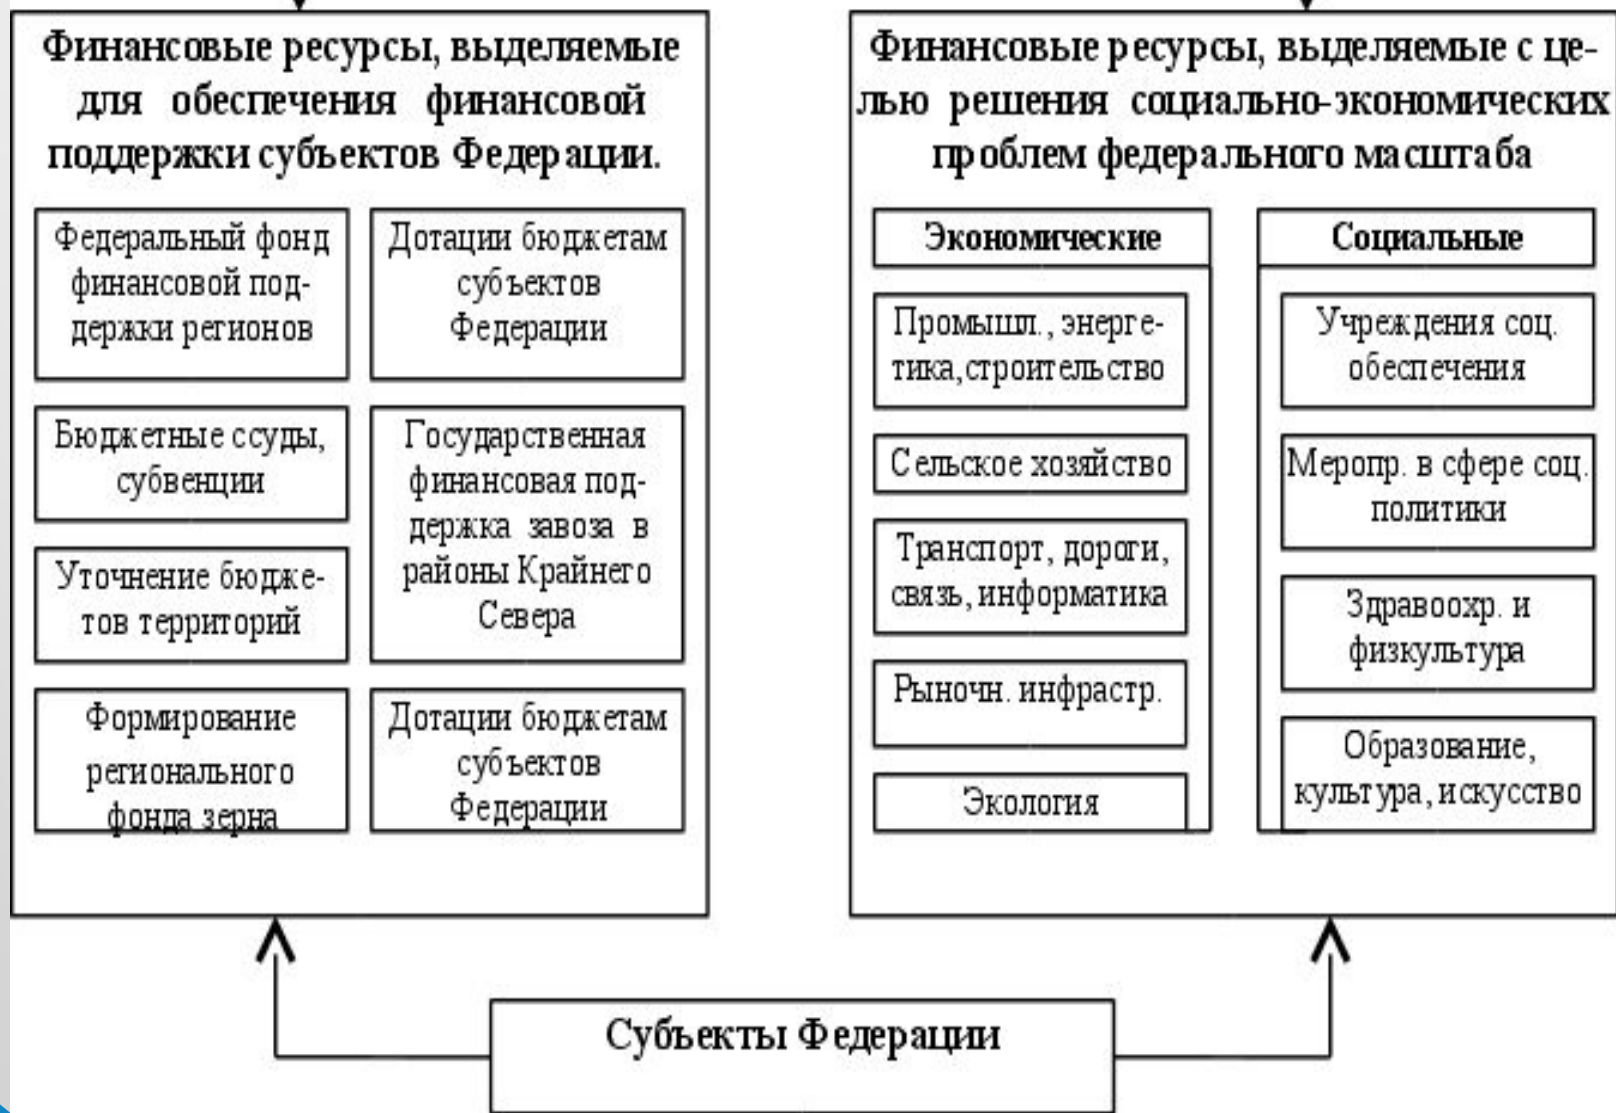 Финансовые ресурсы, выделяемые
для обеспечения финансовой
поддержки субъектов Федерации.
Федеральный фонд
финансовой под-
держки регионов
Дотации бюджетам
субъектов
Федерации
Бюджетные ссуды,
субвенции
Государственная
финансовая под-
держка завоза в
районы Крайнего
Севера
Уточнение бюдже-
тов территорий
Формирование
регионального
фонда зерна
Дотации бюджетам
субъектов
Федерации
Финансовые ресурсы, выделяемые с це-
лью решения социально-экономических
проблем федерального масштаба
Экономические
Промышл., энерге-
тика,строительство
Сельское хозяйство
Транспорт, дороги,
связь, информатика
Рыночн. инфрастр.
Экология
Социальные
Учреждения соц.
обеспечения
Меропр. в сфере соц.
политики
Здравоохр. и
физкультура
Образование,
культура, искусство
Субъекты Федерации